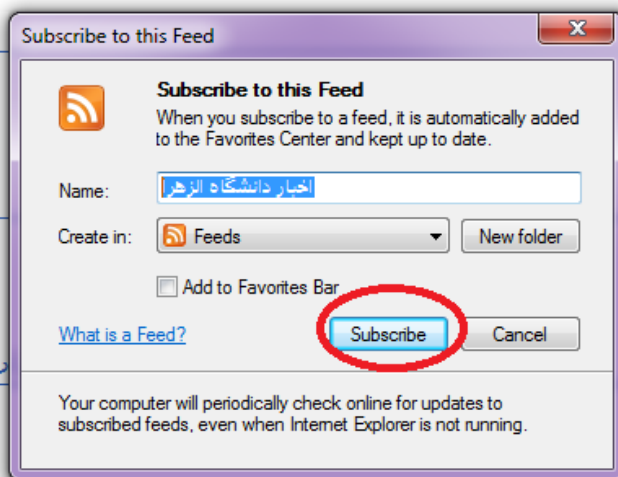 Subscribe to this Feed
Subscribe to this Feed
When you subscribe to a feed, it is automatically added
to the Favorites Center and kept up to date.
Name: اخبار دانشگاه الزهرا
Create in: Feeds New folder
Add to Favorites Bar
What is a Feed? Subscribe Cancel
Your computer will periodically check online for updates to
subscribed feeds, even when Internet Explorer is not running.